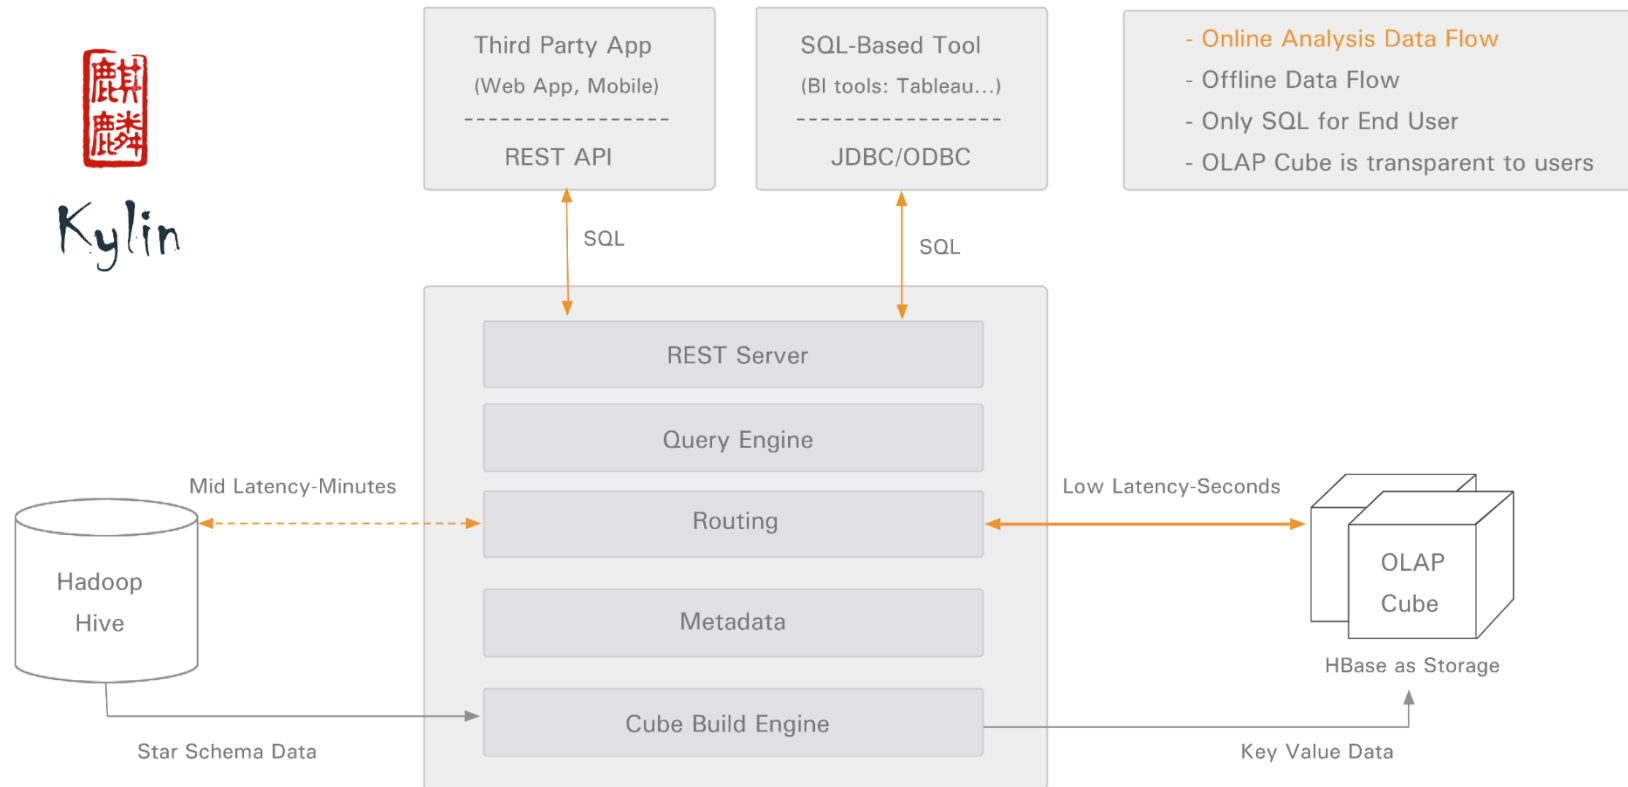 麒
麟
Kylin
Third Party App
(Web App, Mobile)
REST API
SQL-Based Tool
(BI tools: Tableau...)
JDBC/ODBC
- Online Analysis Data Flow
- Offline Data Flow
- Only SQL for End User
- OLAP Cube is transparent to users
SQL
SQL
REST Server
Query Engine
Mid Latency-Minutes
Routing
Low Latency-Seconds
Hadoop
Hive
OLAP
Cube
Metadata
HBase as Storage
Cube Build Engine
Star Schema Data
Key Value Data